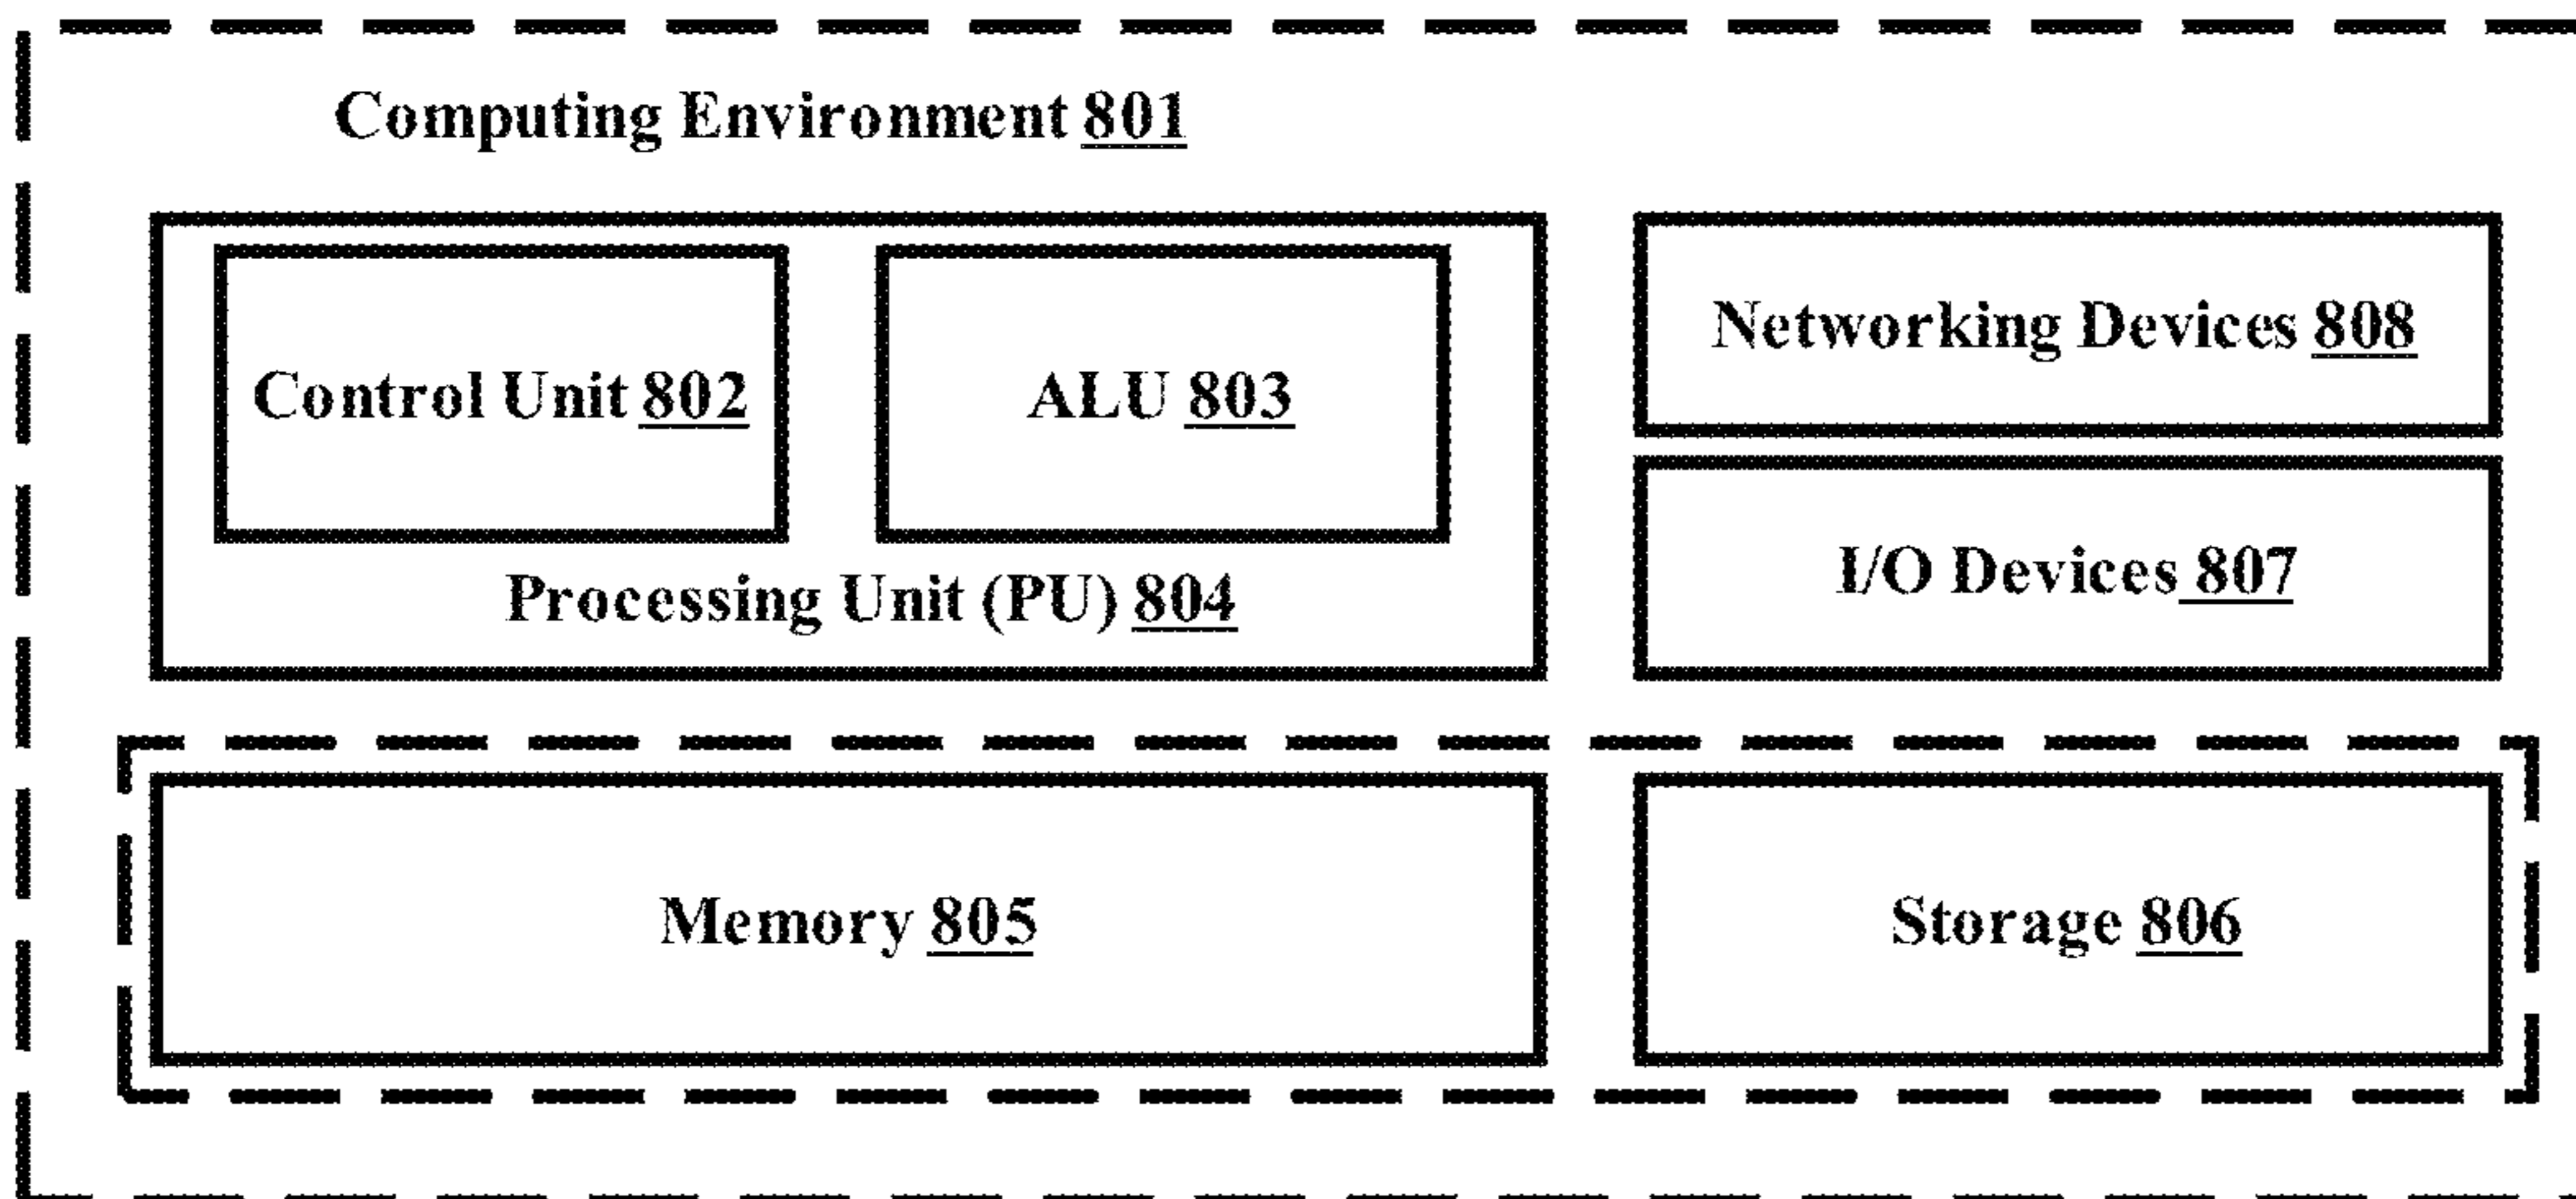 Computing Environment 801
Control Unit 802
ALU 803
Processing Unit (PU) 804
Networking Devices 808
I/O Devices 807
Memory 805
Storage 806